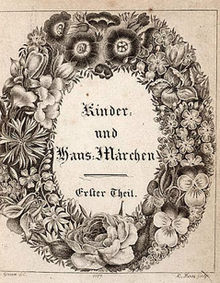 Kinder-
und
Haus-Märchen
Erster Theil.